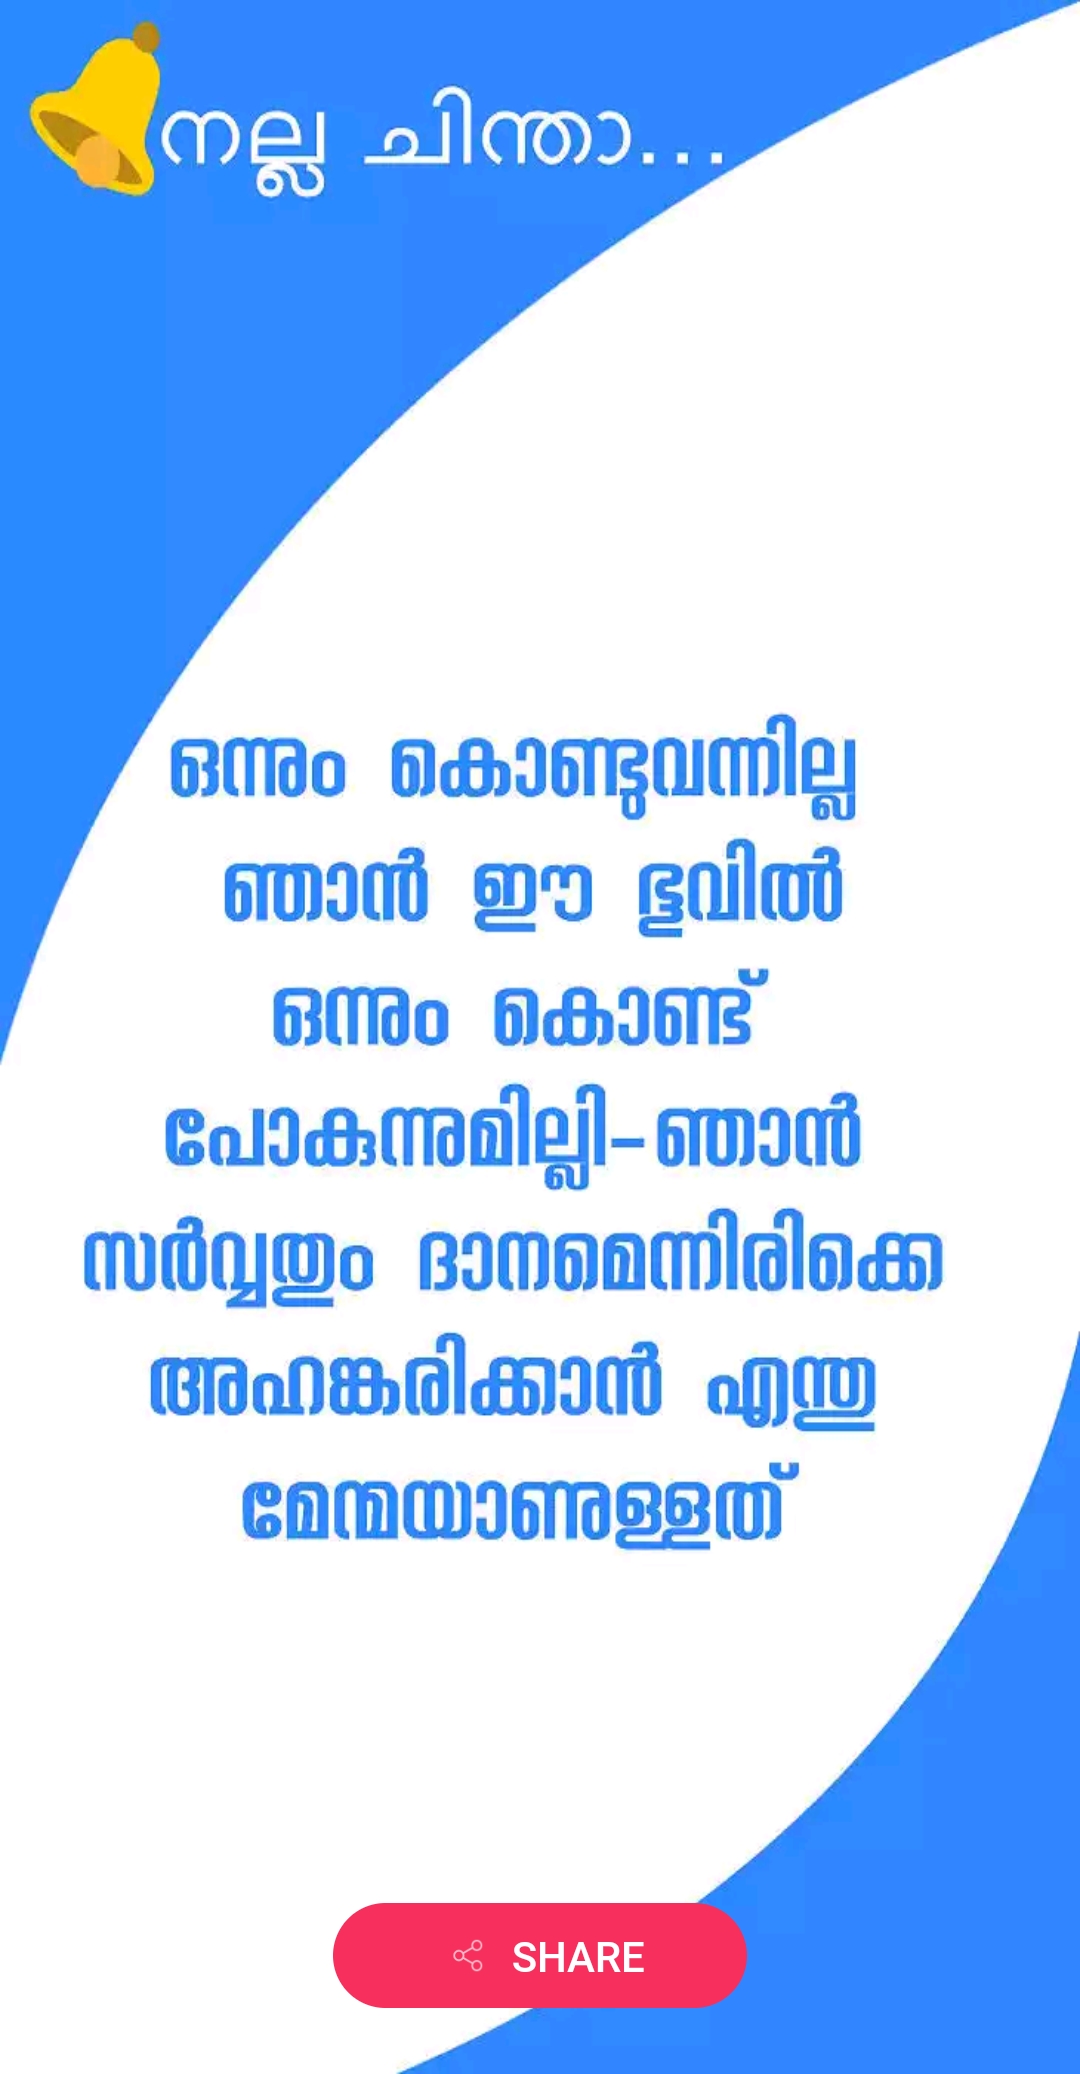 നല്ല ചിന്താ...
ഒന്നും കൊണ്ടുവന്നില്ല
ഞാൻ ഈ ഭൂവിൽ
ഒന്നും കൊണ്ട്
പോകുന്നുമില്ലി-ഞാൻ
സർവ്വതും ദാനമെന്നിരിക്കെ
അഹങ്കരിക്കാൻ എന്തു
മേന്മയാണുള്ളത്
SHARE